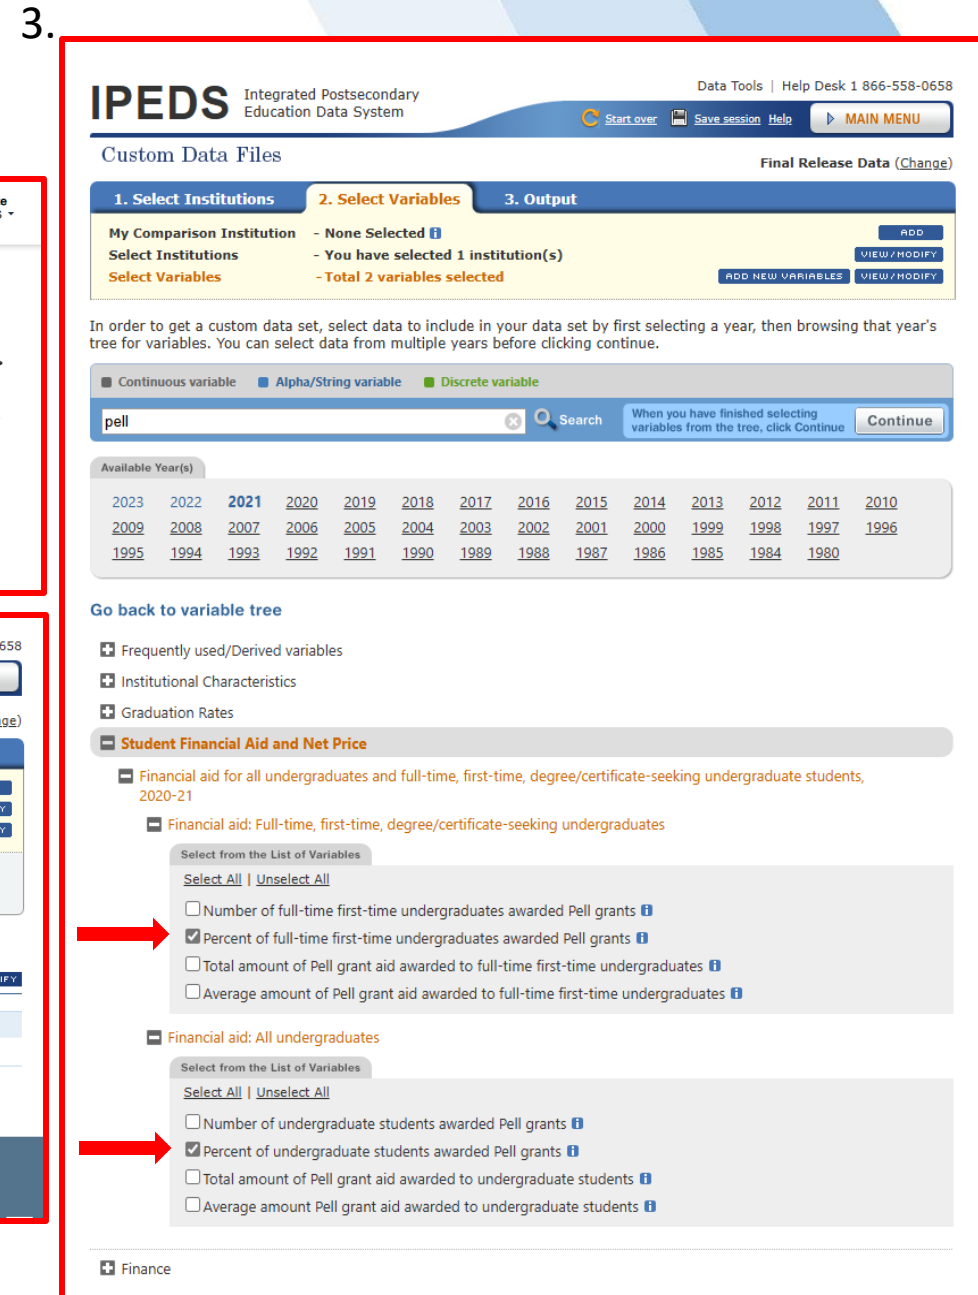 3.
IPEDS Integrated Postsecondary
Education Data System
Data Tools | Help Desk 1 866-558-0658
Start over Save session Help MAIN MENU
Custom Data Files
Final Release Data (Change)
1. Select Institutions 2. Select Variables 3. Output
My Comparison Institution - None Selected ADD
Select Institutions - You have selected 1 institution(s) VIEW/MODIFY
Select Variables - Total 2 variables selected ADD NEW VARIABLES VIEW/MODIFY
In order to get a custom data set, select data to include in your data set by first selecting a year, then browsing that year's
tree for variables. You can select data from multiple years before clicking continue.
Continuous variable Alpha/String variable Discrete variable
pell Search When you have finished selecting
variables from the tree, click Continue Continue
Available Year(s)
2023 2022 2021 2020 2019 2018 2017 2016 2015 2014 2013 2012 2011 2010
2009 2008 2007 2006 2005 2004 2003 2002 2001 2000 1999 1998 1997 1996
1995 1994 1993 1992 1991 1990 1989 1988 1987 1986 1985 1984 1980
Go back to variable tree
Frequently used/Derived variables
Institutional Characteristics
Graduation Rates
Student Financial Aid and Net Price
Financial aid for all undergraduates and full-time, first-time, degree/certificate-seeking undergraduate students,
2020-21
Financial aid: Full-time, first-time, degree/certificate-seeking undergraduates
Select from the List of Variables
Select All | Unselect All
Number of full-time first-time undergraduates awarded Pell grants
Percent of full-time first-time undergraduates awarded Pell grants
Total amount of Pell grant aid awarded to full-time first-time undergraduates
Average amount of Pell grant aid awarded to full-time first-time undergraduates
Financial aid: All undergraduates
Select from the List of Variables
Select All | Unselect All
Number of undergraduate students awarded Pell grants
Percent of undergraduate students awarded Pell grants
Total amount of Pell grant aid awarded to undergraduate students
Average amount Pell grant aid awarded to undergraduate students
Finance
658